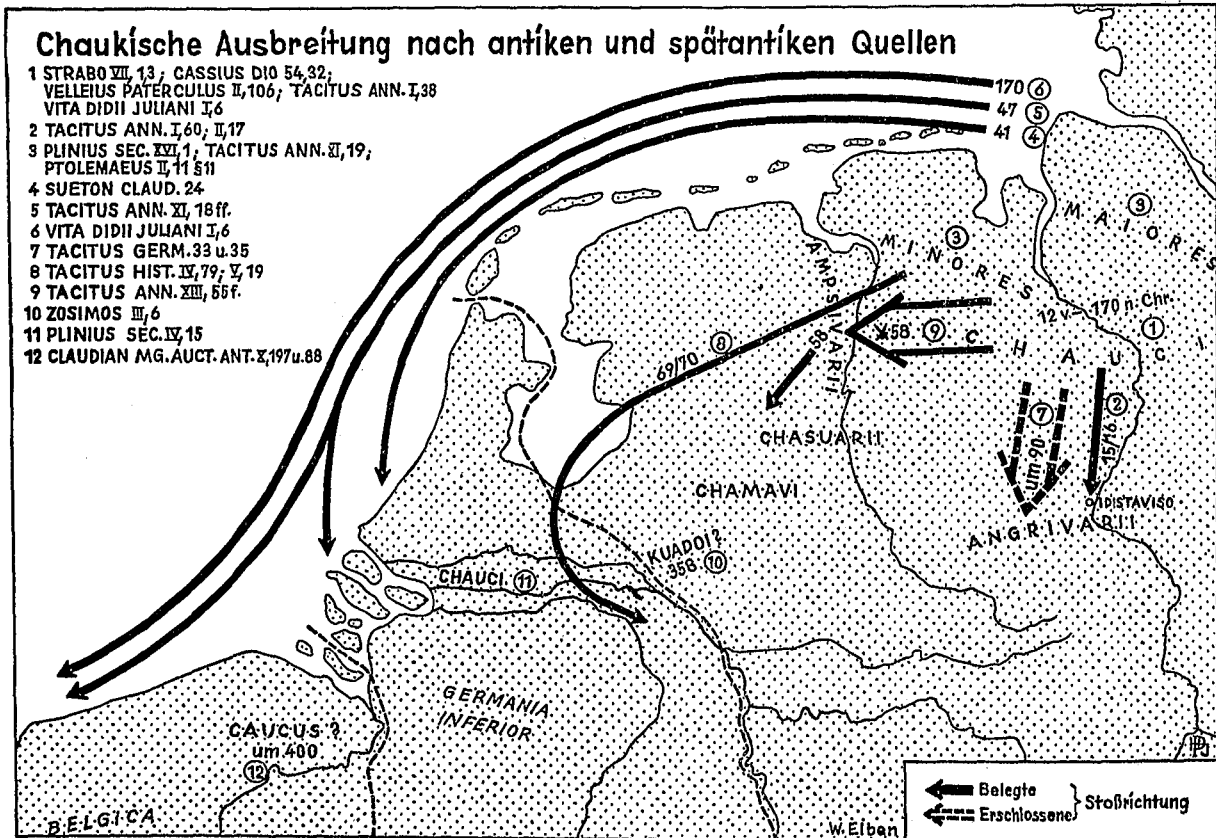 Chaukische Ausbreitung nach antiken und spätantiken Quellen
1 STRABO VII, 1,3; CASSIUS DIO 54,32;
VELLEIUS PATERCULUS II, 106; TACITUS ANN. I, 38
VITA DIDII JULIANI I,6
2 TACITUS ANN. I, 60; II, 17
3 PLINIUS SEC. XVI, 1; TACITUS ANN. XI, 19;
PTOLEMAEUS II, 11 §11
4 SUETON CLAUD. 24
5 TACITUS ANN. XI, 18 ff.
6 VITA DIDII JULIANI I,6
7 TACITUS GERM. 33 u. 35
8 TACITUS HIST. IV, 79; V, 19
9 TACITUS ANN. XIII, 55 f.
10 ZOSIMOS III, 6
11 PLINIUS SEC. IV, 15
12 CLAUDIAN MG. AUCT. ANT. X, 197 u. 88
170 6
47 5
41 4
MAIORES
3
MINORES
3
AMPSIVARII
12 v. – 170 n. Chr.
1
CHAUCI
58 9
58
69/70 8
um 90 7
15/16 2
CHASUARII
CHAMAVI
IDISTAVISO
ANGRIVARII
KUADOI?
358 10
CHAUCI 11
GERMANIA
INFERIOR
CAUCUS?
um 400
12
BELGICA
Belegte
Erschlossene
Stoßrichtung
W. Eiban